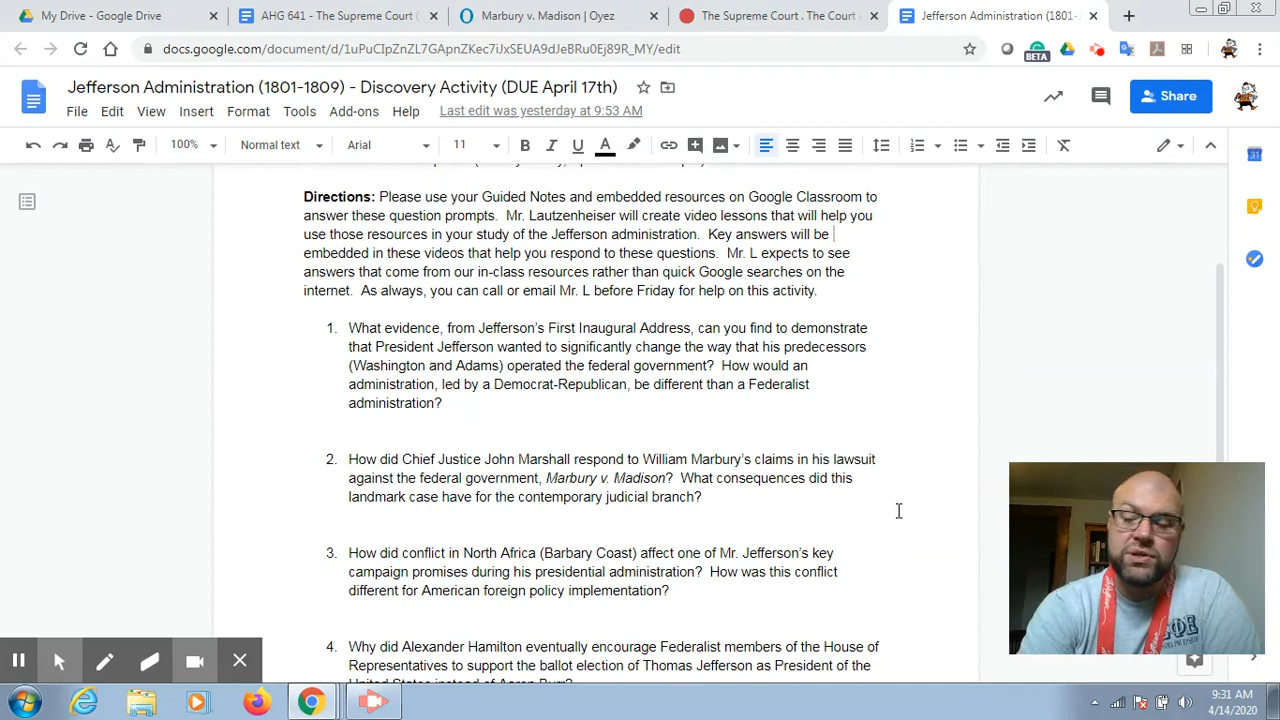 My Drive - Google Drive
AHG 641 - The Supreme Court (
Marbury v. Madison | Oyez
The Supreme Court . The Court
Jefferson Administration (1801-
docs.google.com/document/d/1uPuCIpZnZL7GApnZKec7iJxSEUA9dJeBRu0Ej89R_MY/edit
BETA
Jefferson Administration (1801-1809) - Discovery Activity (DUE April 17th)
File Edit View Insert Format Tools Add-ons Help Last edit was yesterday at 9:53 AM
Share
100% Normal text Arial 11 B I U A
31
Directions: Please use your Guided Notes and embedded resources on Google Classroom to
answer these question prompts. Mr. Lautzenheiser will create video lessons that will help you
use those resources in your study of the Jefferson administration. Key answers will be
embedded in these videos that help you respond to these questions. Mr. L expects to see
answers that come from our in-class resources rather than quick Google searches on the
internet. As always, you can call or email Mr. L before Friday for help on this activity.
1. What evidence, from Jefferson's First Inaugural Address, can you find to demonstrate
that President Jefferson wanted to significantly change the way that his predecessors
(Washington and Adams) operated the federal government? How would an
administration, led by a Democrat-Republican, be different than a Federalist
administration?
2. How did Chief Justice John Marshall respond to William Marbury's claims in his lawsuit
against the federal government, Marbury v. Madison? What consequences did this
landmark case have for the contemporary judicial branch?
3. How did conflict in North Africa (Barbary Coast) affect one of Mr. Jefferson's key
campaign promises during his presidential administration? How was this conflict
different for American foreign policy implementation?
4. Why did Alexander Hamilton eventually encourage Federalist members of the House of
Representatives to support the ballot election of Thomas Jefferson as President of the
United States instead of Aaron Burr?
9:31 AM
4/14/2020